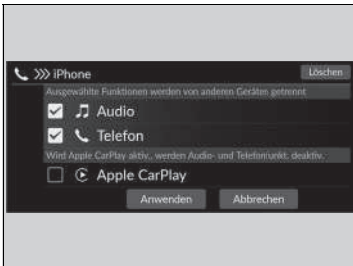 iPhone
Löschen
Ausgewählte Funktionen werden von anderen Geräten getrennt
Audio
Telefon
Wird Apple CarPlay aktiv., werden Audio- und Telefonfunkt. deaktiv.
Apple CarPlay
Anwenden
Abbrechen